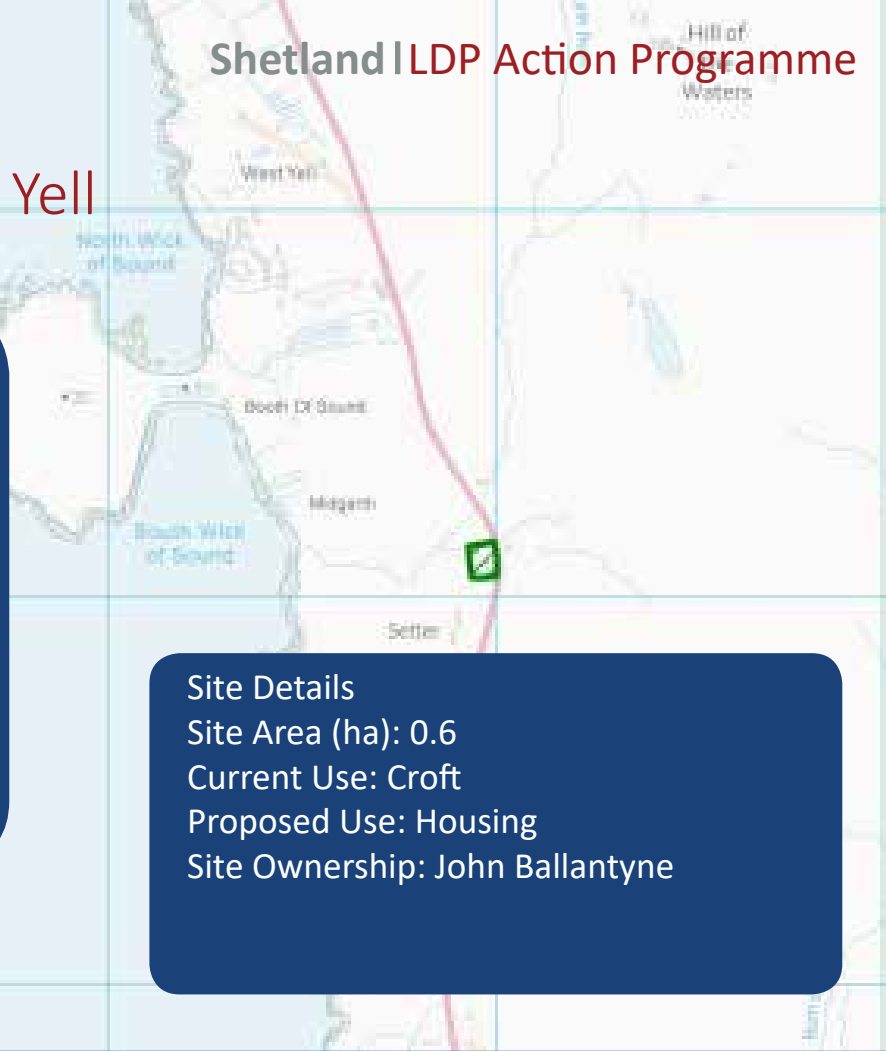 Shetland | LDP Action Programme
Hill of
Waters
Yell
West Yell
North Wick
of Sound
Booth Of Sound
Midgarth
South Wick
of Sound
Setter
Site Details
Site Area (ha): 0.6
Current Use: Croft
Proposed Use: Housing
Site Ownership: John Ballantyne